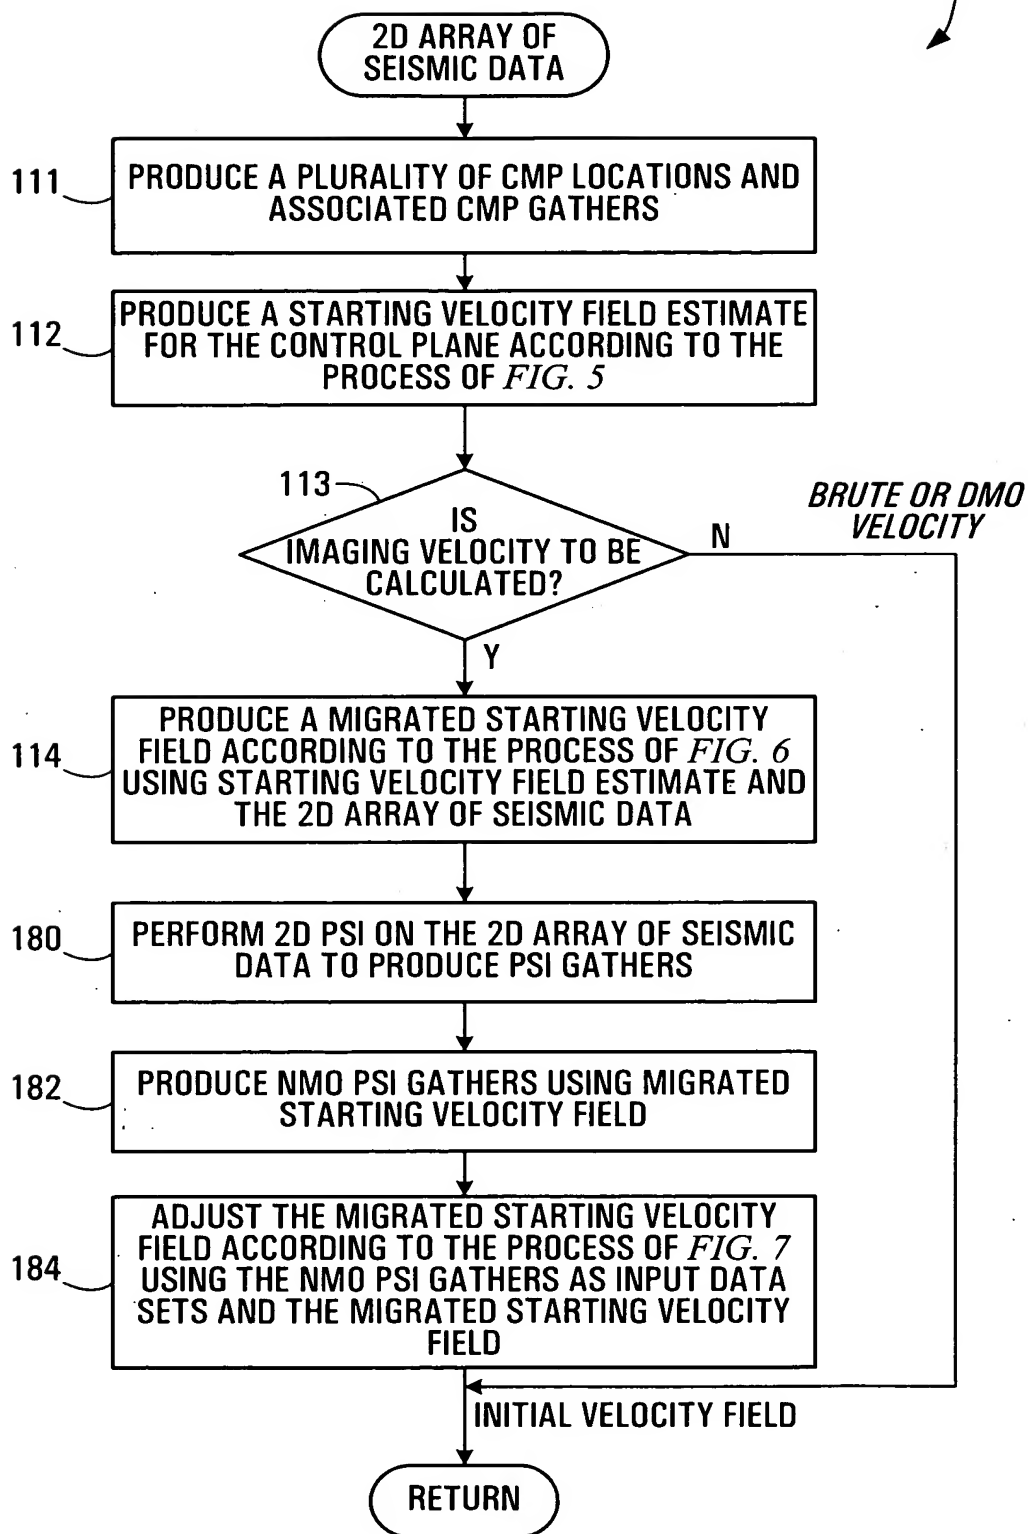 2D ARRAY OF
SEISMIC DATA
111
PRODUCE A PLURALITY OF CMP LOCATIONS AND
ASSOCIATED CMP GATHERS
112
PRODUCE A STARTING VELOCITY FIELD ESTIMATE
FOR THE CONTROL PLANE ACCORDING TO THE
PROCESS OF FIG. 5
113
IS
IMAGING VELOCITY TO BE
CALCULATED?
N
BRUTE OR DMO
VELOCITY
Y
114
PRODUCE A MIGRATED STARTING VELOCITY
FIELD ACCORDING TO THE PROCESS OF FIG. 6
USING STARTING VELOCITY FIELD ESTIMATE AND
THE 2D ARRAY OF SEISMIC DATA
180
PERFORM 2D PSI ON THE 2D ARRAY OF SEISMIC
DATA TO PRODUCE PSI GATHERS
182
PRODUCE NMO PSI GATHERS USING MIGRATED
STARTING VELOCITY FIELD
184
ADJUST THE MIGRATED STARTING VELOCITY
FIELD ACCORDING TO THE PROCESS OF FIG. 7
USING THE NMO PSI GATHERS AS INPUT DATA
SETS AND THE MIGRATED STARTING VELOCITY
FIELD
INITIAL VELOCITY FIELD
RETURN